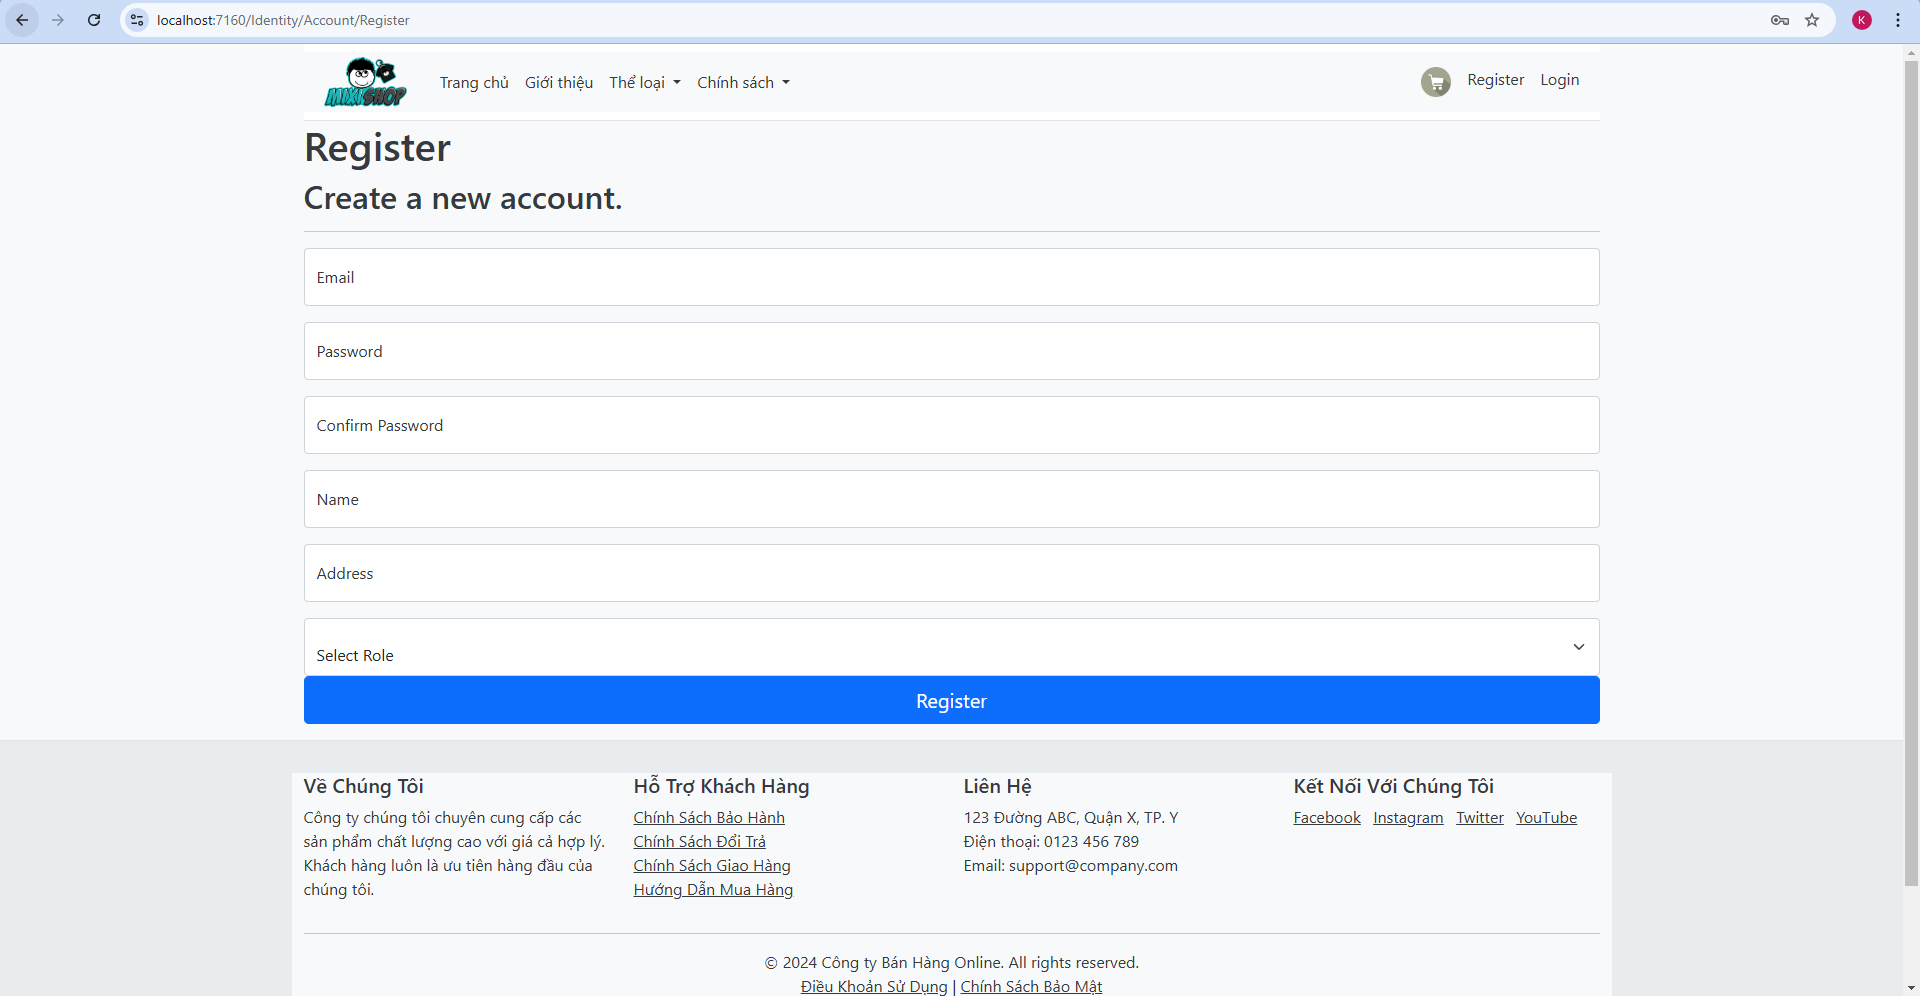 localhost:7160/Identity/Account/Register
K
MIXISHOP
Trang chủ Giới thiệu Thể loại Chính sách Register Login
Register
Create a new account.
Email
Password
Confirm Password
Name
Address
Select Role
Register
Về Chúng Tôi
Công ty chúng tôi chuyên cung cấp các
sản phẩm chất lượng cao với giá cả hợp lý.
Khách hàng luôn là ưu tiên hàng đầu của
chúng tôi.
Hỗ Trợ Khách Hàng
Chính Sách Bảo Hành
Chính Sách Đổi Trả
Chính Sách Giao Hàng
Hướng Dẫn Mua Hàng
Liên Hệ
123 Đường ABC, Quận X, TP. Y
Điện thoại: 0123 456 789
Email: support@company.com
Kết Nối Với Chúng Tôi
Facebook Instagram Twitter YouTube
© 2024 Công ty Bán Hàng Online. All rights reserved.
Điều Khoản Sử Dụng | Chính Sách Bảo Mật